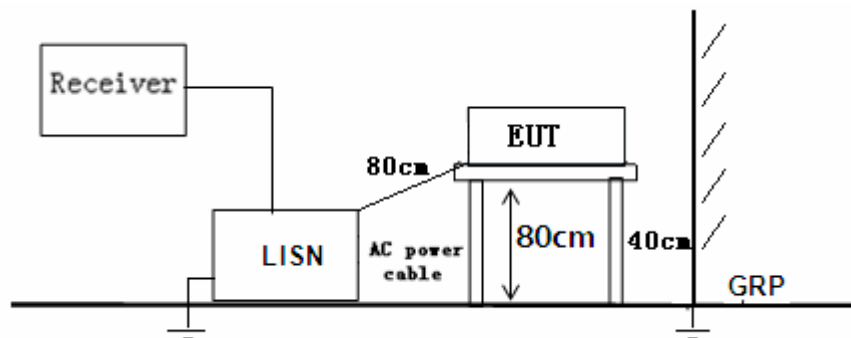 Receiver
EUT
80cm
LISN
AC power
cable
80cm
40cm
GRP